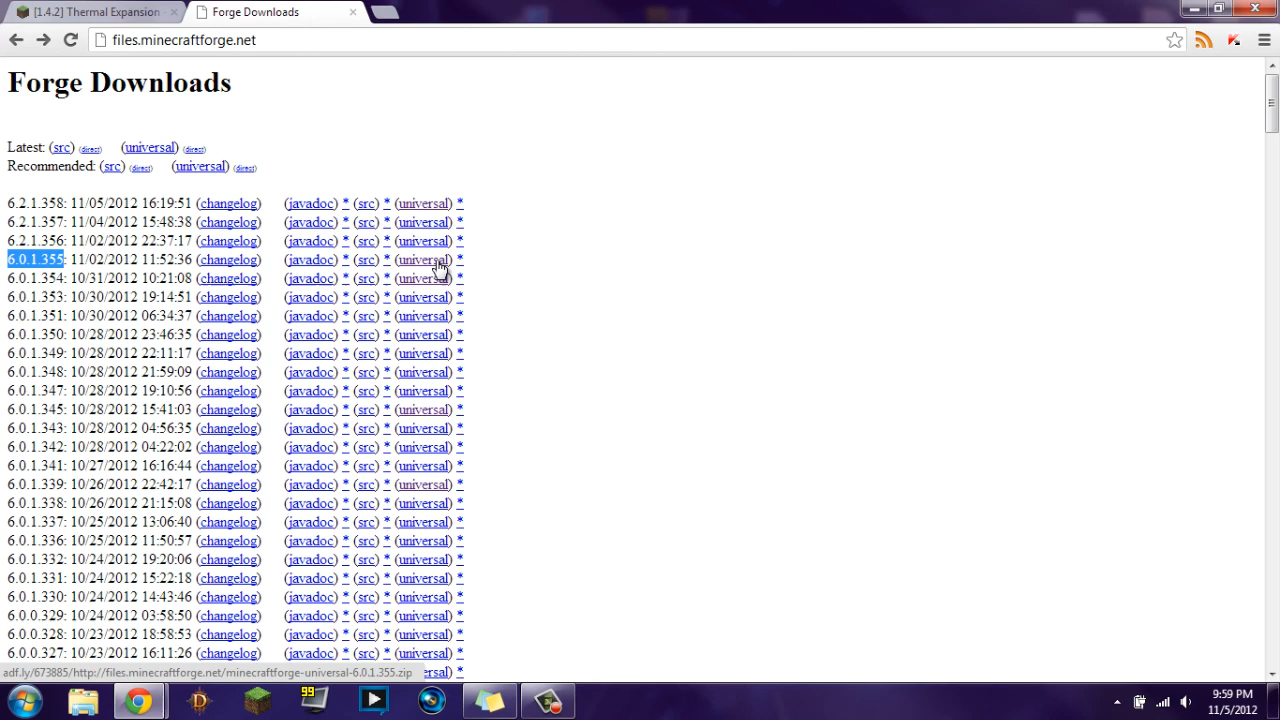 [1.4.2] Thermal Expansion
Forge Downloads
files.minecraftforge.net
Forge Downloads
Latest: (src) (direct) (universal) (direct)
Recommended: (src) (direct) (universal) (direct)
6.2.1.358: 11/05/2012 16:19:51 (changelog) (javadoc) * (src) * (universal) *
6.2.1.357: 11/04/2012 15:48:38 (changelog) (javadoc) * (src) * (universal) *
6.2.1.356: 11/02/2012 22:37:17 (changelog) (javadoc) * (src) * (universal) *
6.0.1.355: 11/02/2012 11:52:36 (changelog) (javadoc) * (src) * (universal) *
6.0.1.354: 10/31/2012 10:21:08 (changelog) (javadoc) * (src) * (universal) *
6.0.1.353: 10/30/2012 19:14:51 (changelog) (javadoc) * (src) * (universal) *
6.0.1.351: 10/30/2012 06:34:37 (changelog) (javadoc) * (src) * (universal) *
6.0.1.350: 10/28/2012 23:46:35 (changelog) (javadoc) * (src) * (universal) *
6.0.1.349: 10/28/2012 22:11:17 (changelog) (javadoc) * (src) * (universal) *
6.0.1.348: 10/28/2012 21:59:09 (changelog) (javadoc) * (src) * (universal) *
6.0.1.347: 10/28/2012 19:10:56 (changelog) (javadoc) * (src) * (universal) *
6.0.1.345: 10/28/2012 15:41:03 (changelog) (javadoc) * (src) * (universal) *
6.0.1.343: 10/28/2012 04:56:35 (changelog) (javadoc) * (src) * (universal) *
6.0.1.342: 10/28/2012 04:22:02 (changelog) (javadoc) * (src) * (universal) *
6.0.1.341: 10/27/2012 16:16:44 (changelog) (javadoc) * (src) * (universal) *
6.0.1.339: 10/26/2012 22:42:17 (changelog) (javadoc) * (src) * (universal) *
6.0.1.338: 10/26/2012 21:15:08 (changelog) (javadoc) * (src) * (universal) *
6.0.1.337: 10/25/2012 13:06:40 (changelog) (javadoc) * (src) * (universal) *
6.0.1.336: 10/25/2012 11:50:57 (changelog) (javadoc) * (src) * (universal) *
6.0.1.332: 10/24/2012 19:20:06 (changelog) (javadoc) * (src) * (universal) *
6.0.1.331: 10/24/2012 15:22:18 (changelog) (javadoc) * (src) * (universal) *
6.0.1.330: 10/24/2012 14:43:46 (changelog) (javadoc) * (src) * (universal) *
6.0.0.329: 10/24/2012 03:58:50 (changelog) (javadoc) * (src) * (universal) *
6.0.0.328: 10/23/2012 18:58:53 (changelog) (javadoc) * (src) * (universal) *
6.0.0.327: 10/23/2012 16:11:26 (changelog) (javadoc) * (src) * (universal) *
adf.ly/673885/http://files.minecraftforge.net/minecraftforge-universal-6.0.1.355.zip ersal) *
99
9:59 PM
11/5/2012